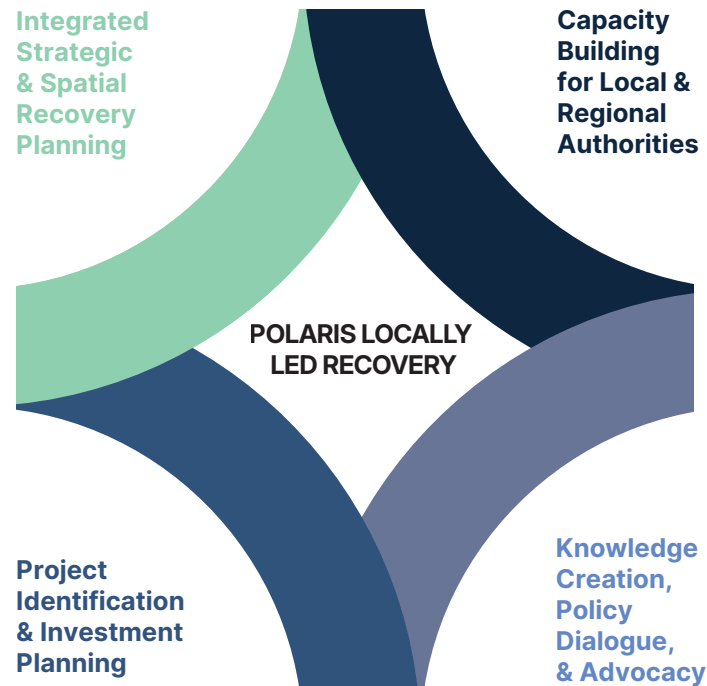 Integrated
Strategic
& Spatial
Recovery
Planning
Capacity
Building
for Local &
Regional
Authorities
POLARIS LOCALLY
LED RECOVERY
Project
Identification
& Investment
Planning
Knowledge
Creation,
Policy
Dialogue,
& Advocacy